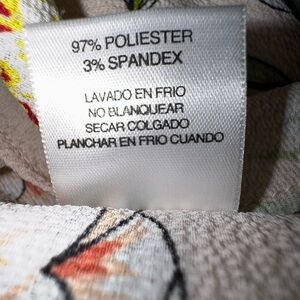 97% POLIESTER
3% SPANDEX
LAVADO EN FRIO
NO BLANQUEAR
SECAR COLGADO
PLANCHAR EN FRIO CUANDO